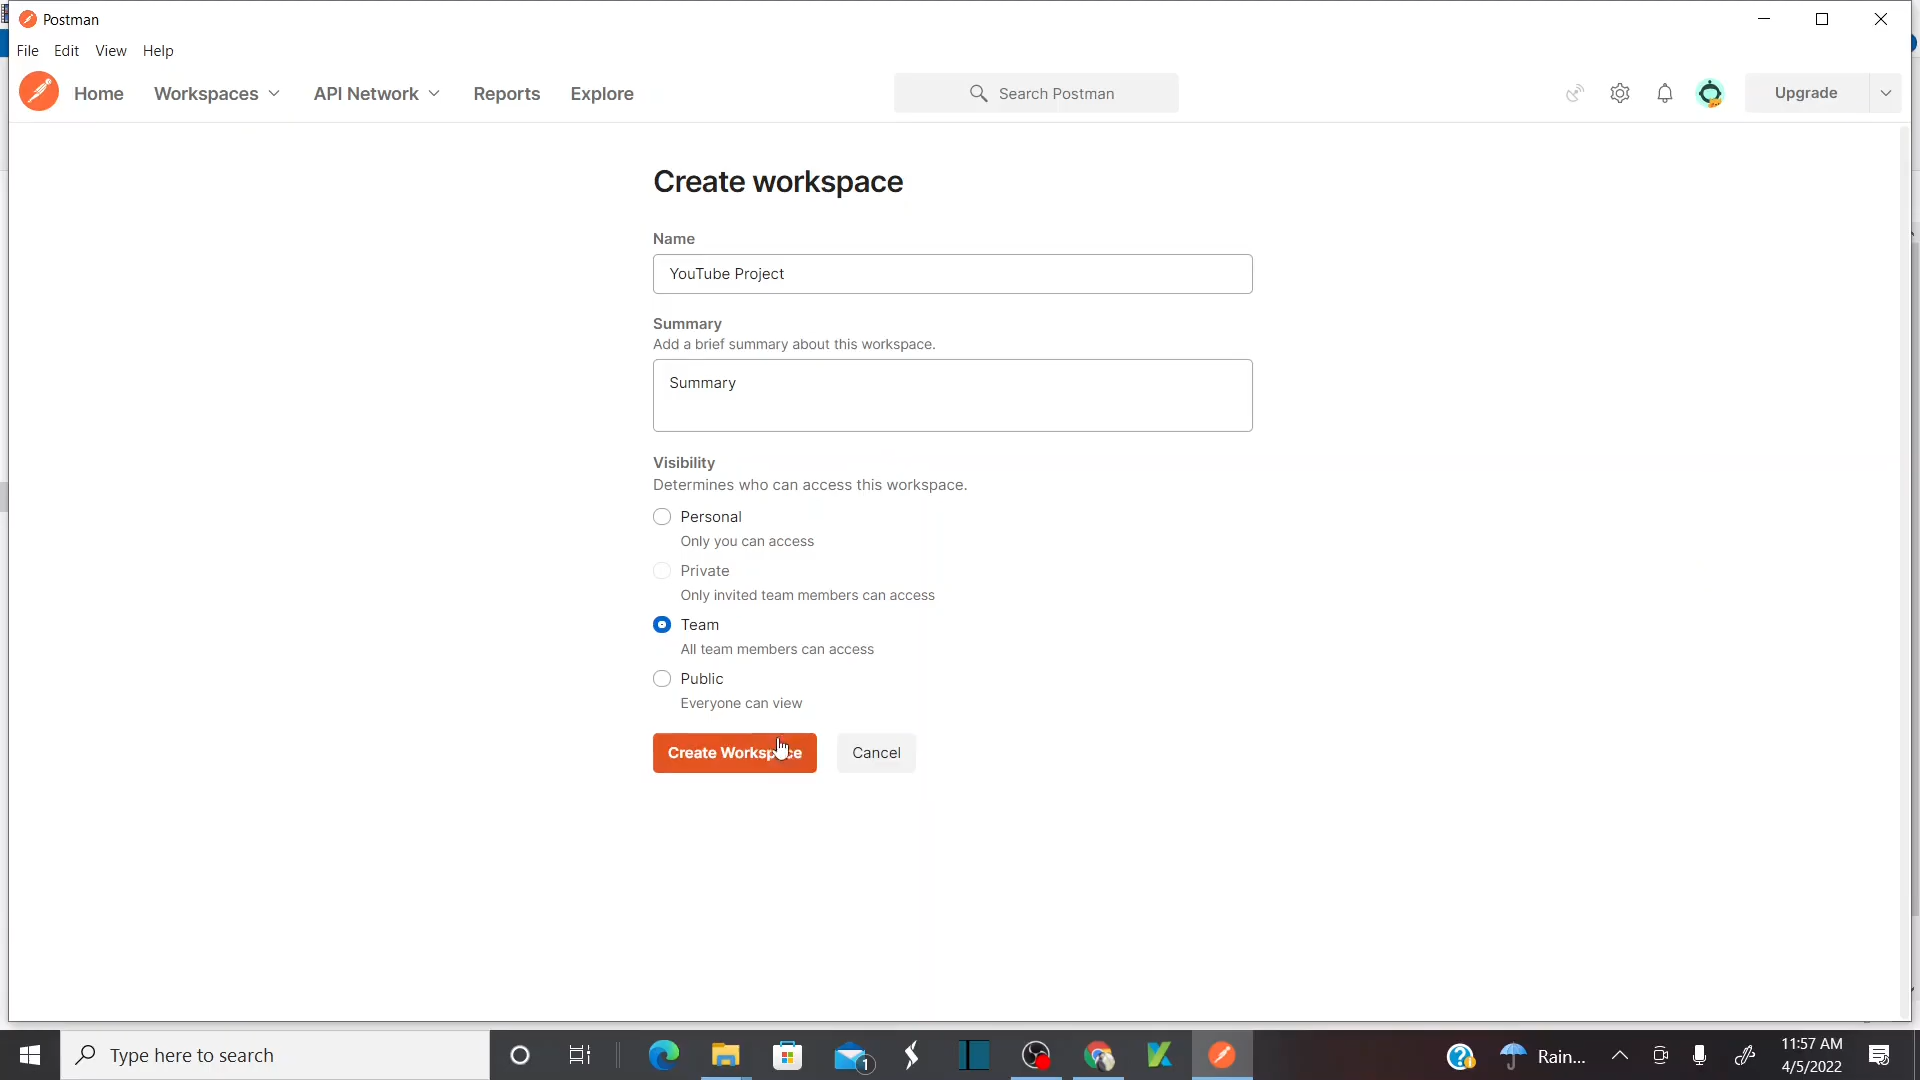 Postman
File Edit View Help
Home Workspaces API Network Reports Explore Search Postman Upgrade
Create workspace
Name
YouTube Project
Summary
Add a brief summary about this workspace.
Summary
Visibility
Determines who can access this workspace.
Personal
Only you can access
Private
Only invited team members can access
Team
All team members can access
Public
Everyone can view
Create Workspace Cancel
Type here to search 1 Rain... 11:57 AM
4/5/2022